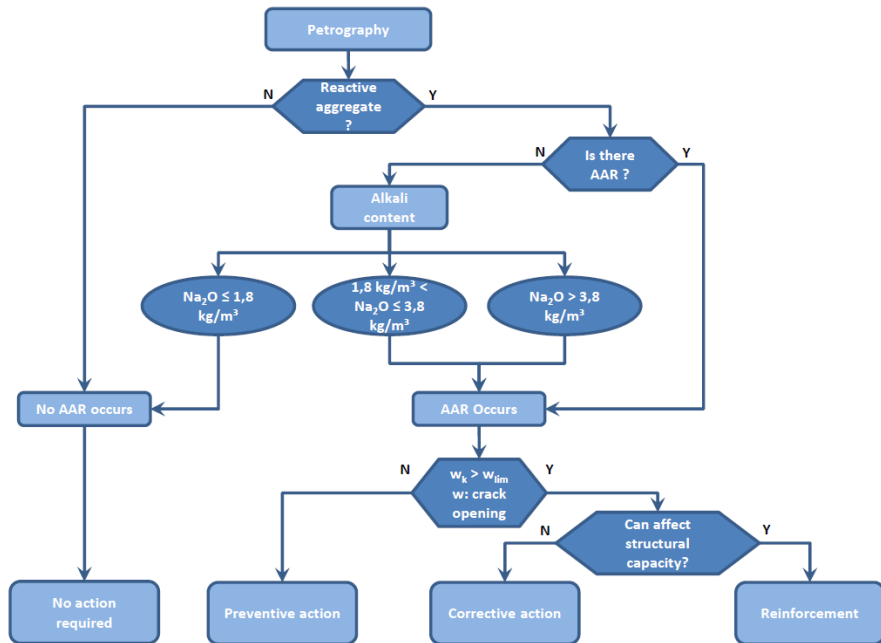 Petrography
N
Reactive
aggregate
?
Y
N
Is there
AAR ?
Y
Alkali
content
Na₂O ≤ 1,8
kg/m³
1,8 kg/m³ <
Na₂O ≤ 3,8
kg/m³
Na₂O > 3,8
kg/m³
No AAR occurs
AAR Occurs
N
wₖ > wₗᵢₘ
w: crack
opening
Y
N
Can affect
structural
capacity?
Y
No action
required
Preventive action
Corrective action
Reinforcement